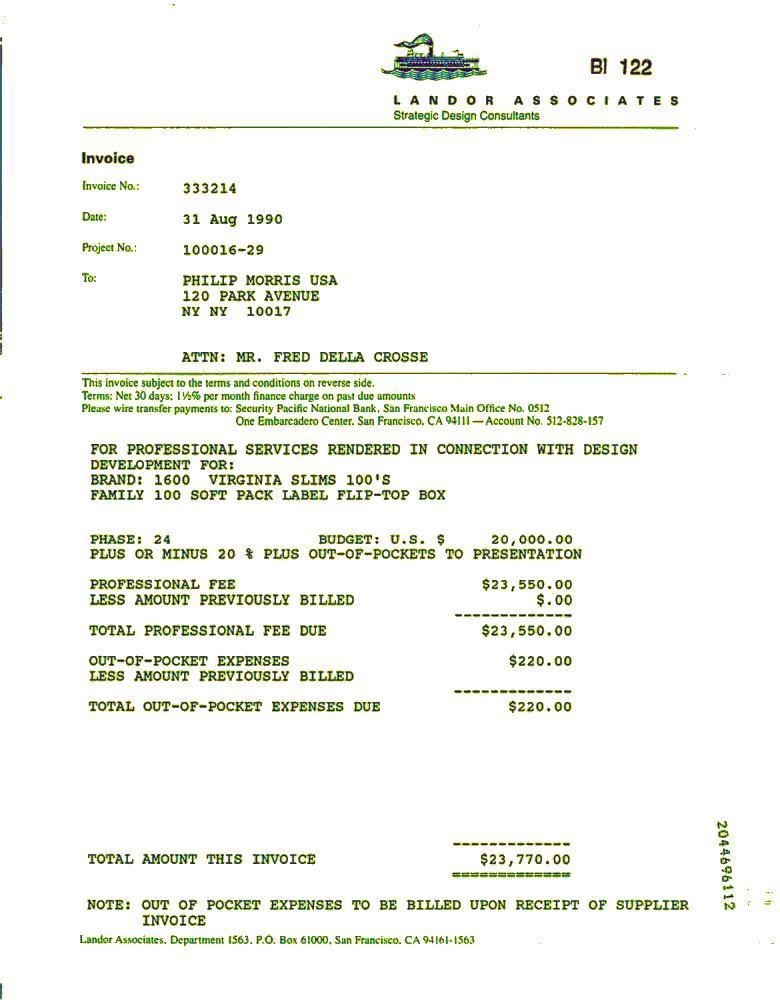 BI 122
LANDOR ASSOCIATES
Strategic Design Consultants
Invoice
Invoice No.: 333214
Date: 31 Aug 1990
Project No.: 100016-29
To: PHILIP MORRIS USA
120 PARK AVENUE
NY NY 10017
ATTN: MR. FRED DELLA CROSSE
This invoice subject to the terms and conditions on reverse side.
Terms: Net 30 days; 1½% per month finance charge on past due amounts
Please wire transfer payments to: Security Pacific National Bank, San Francisco Main Office No. 0512
One Embarcadero Center, San Francisco, CA 94111 — Account No. 512-828-157
FOR PROFESSIONAL SERVICES RENDERED IN CONNECTION WITH DESIGN
DEVELOPMENT FOR:
BRAND: 1600 VIRGINIA SLIMS 100'S
FAMILY 100 SOFT PACK LABEL FLIP-TOP BOX
PHASE: 24 BUDGET: U.S. $ 20,000.00
PLUS OR MINUS 20 % PLUS OUT-OF-POCKETS TO PRESENTATION
PROFESSIONAL FEE $23,550.00
LESS AMOUNT PREVIOUSLY BILLED $.00
TOTAL PROFESSIONAL FEE DUE $23,550.00
OUT-OF-POCKET EXPENSES $220.00
LESS AMOUNT PREVIOUSLY BILLED
TOTAL OUT-OF-POCKET EXPENSES DUE $220.00
TOTAL AMOUNT THIS INVOICE $23,770.00
NOTE: OUT OF POCKET EXPENSES TO BE BILLED UPON RECEIPT OF SUPPLIER
INVOICE
Landor Associates, Department 1563, P.O. Box 61000, San Francisco, CA 94161-1563
2044696112